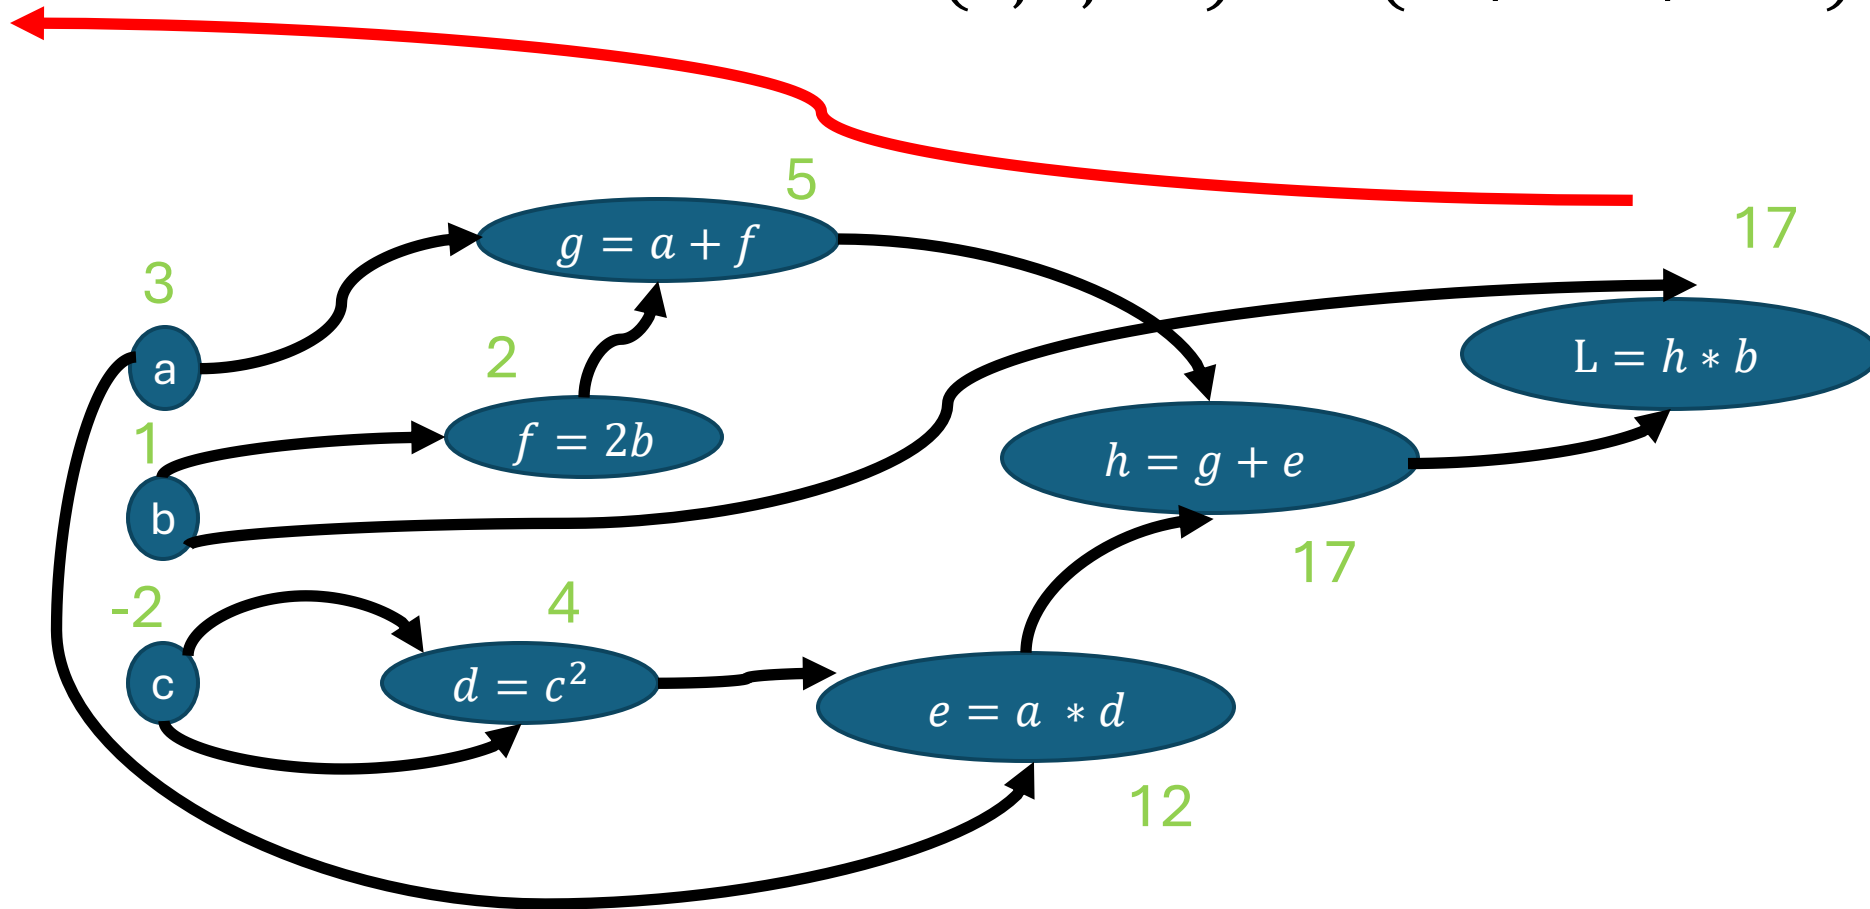 5
17
g = a + f
3
2
L = h ∗ b
a
1
f = 2b
h = g + e
b
17
-2
4
c
d = c²
e = a ∗ d
12